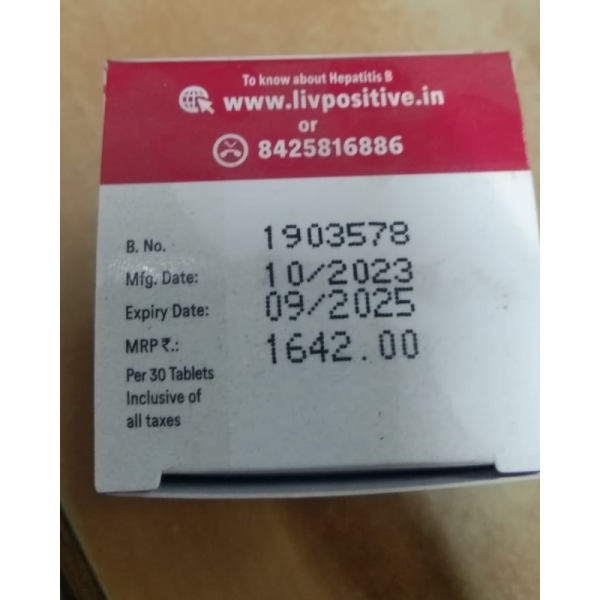 To know about Hepatitis B
www.livpositive.in
or
8425816886
B. No. 1903578
Mfg. Date: 10/2023
Expiry Date: 09/2025
MRP ₹.: 1642.00
Per 30 Tablets
Inclusive of
all taxes